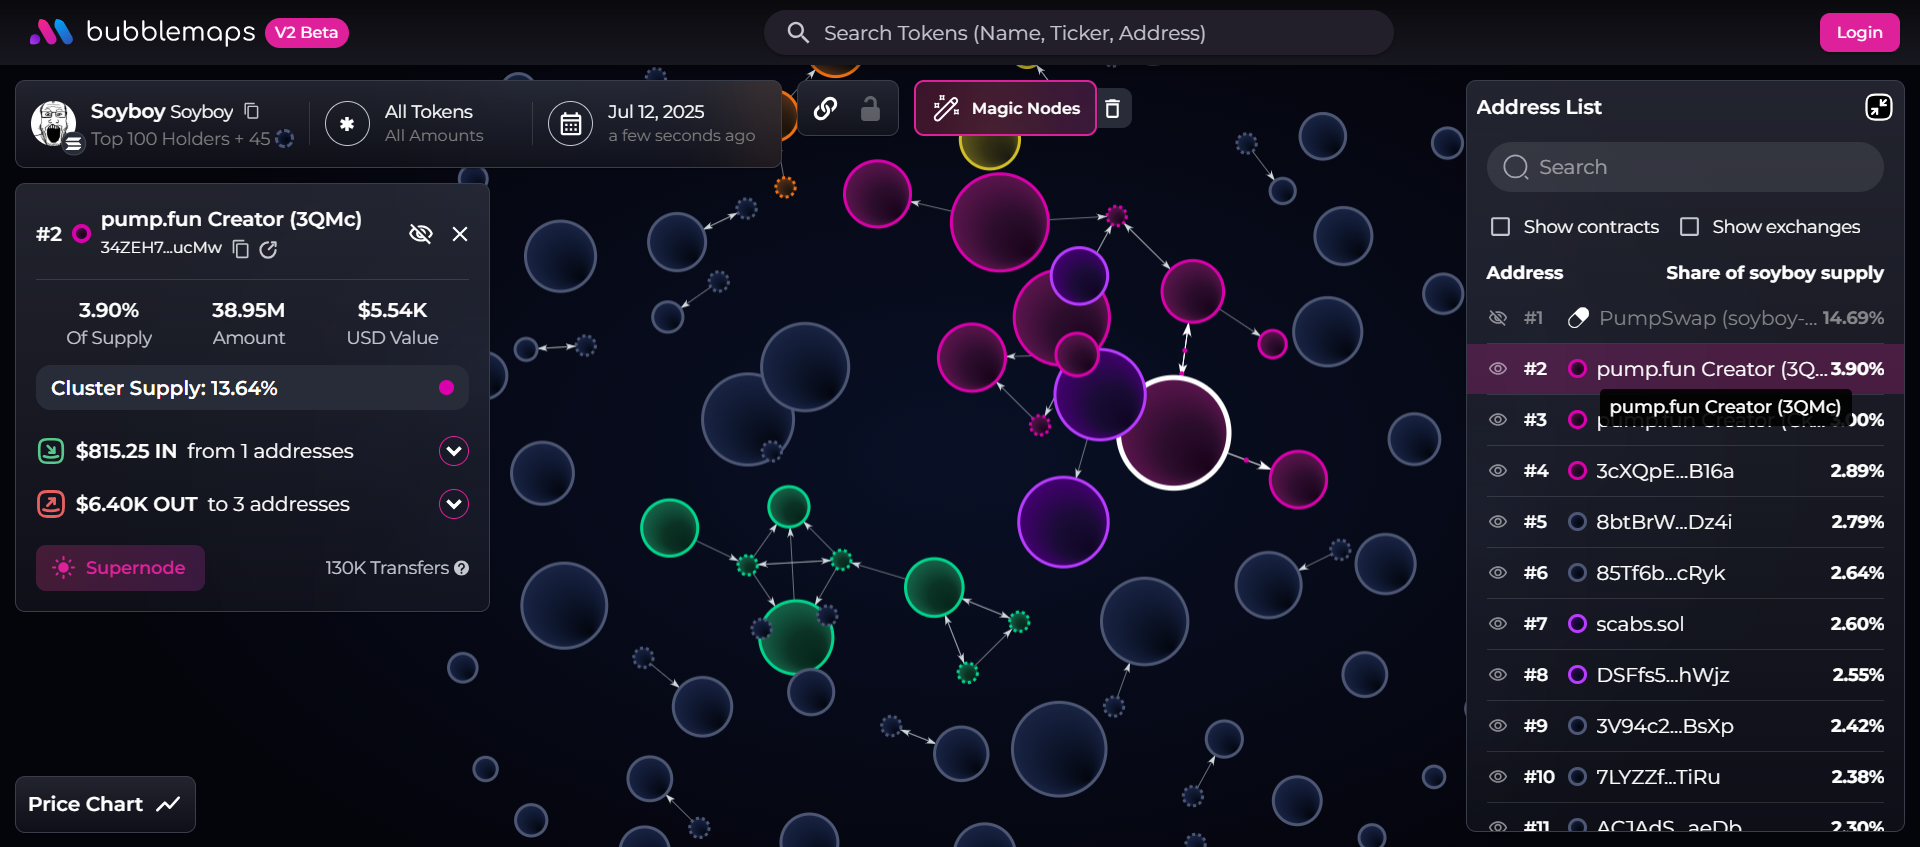 bubblemaps V2 Beta
Search Tokens (Name, Ticker, Address)
Login
Soyboy Soyboy
Top 100 Holders + 45
All Tokens
All Amounts
Jul 12, 2025
a few seconds ago
Magic Nodes
#2 pump.fun Creator (3QMc)
34ZEH7...ucMw
3.90% 38.95M $5.54K
Of Supply Amount USD Value
Cluster Supply: 13.64%
$815.25 IN from 1 addresses
$6.40K OUT to 3 addresses
Supernode 130K Transfers
Price Chart
Address List
Search
Show contracts Show exchanges
Address Share of soyboy supply
#1 PumpSwap (soyboy-... 14.69%
#2 pump.fun Creator (3Q... 3.90%
pump.fun Creator (3QMc)
#3
#4 3cXQpE...B16a 2.89%
#5 8btBrW...Dz4i 2.79%
#6 85Tf6b...cRyk 2.64%
#7 scabs.sol 2.60%
#8 DSFfs5...hWjz 2.55%
#9 3V94c2...BsXp 2.42%
#10 7LYZZf...TiRu 2.38%
#11 ACJAdS...aeDb 2.30%